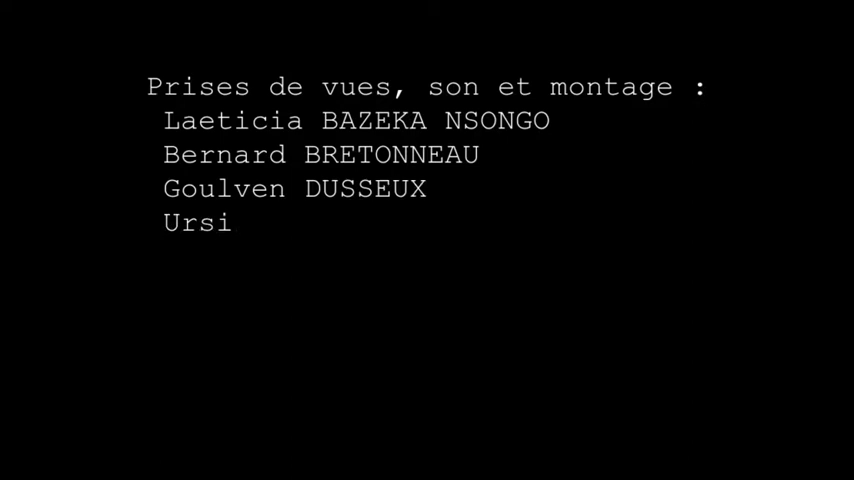 Prises de vues, son et montage :
Laeticia BAZEKA NSONGO
Bernard BRETONNEAU
Goulven DUSSEUX
Ursi